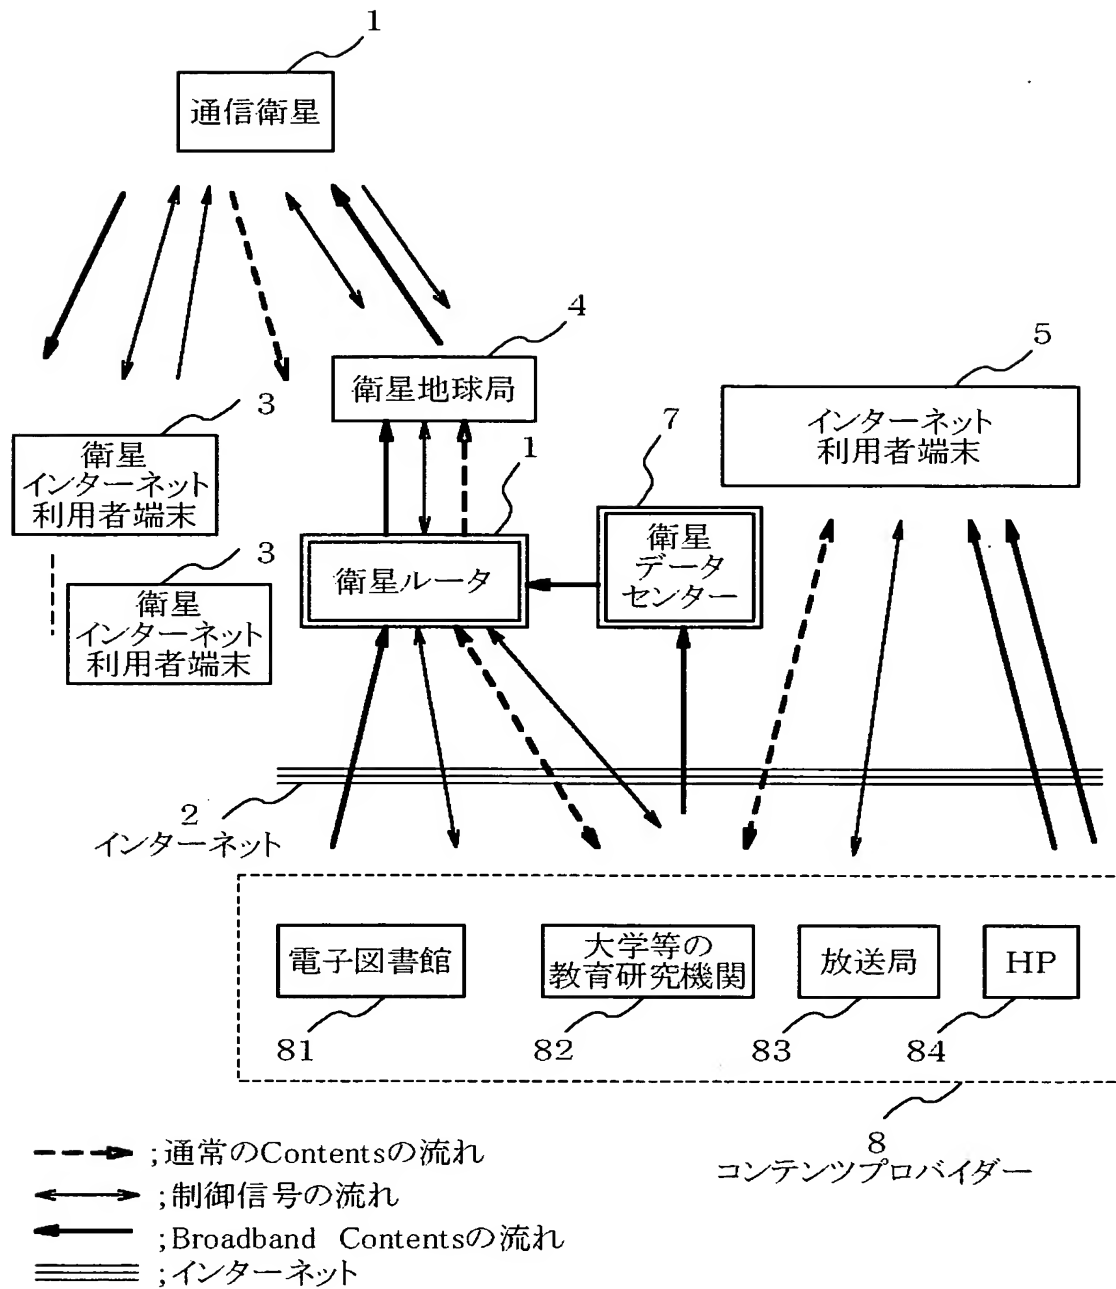 1
通信衛星
4
衛星地球局
5
インターネット
利用者端末
3
衛星
インターネット
利用者端末
7
衛星
データ
センター
1
衛星ルータ
3
衛星
インターネット
利用者端末
2
インターネット
電子図書館
81
大学等の
教育研究機関
82
放送局
83
HP
84
8
コンテンツプロバイダー
;通常のContentsの流れ
;制御信号の流れ
;Broadband Contentsの流れ
;インターネット